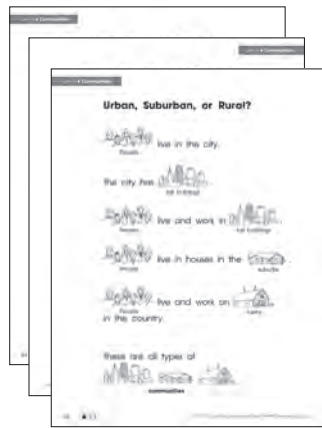 Communities
Communities
Communities
Urban, Suburban, or Rural?
live in the city.
People
The city has
tall buildings
live and work in
People
tall buildings
live in houses in the
People
suburbs
live and work on
People
farms
in the country.
These are all types of
communities